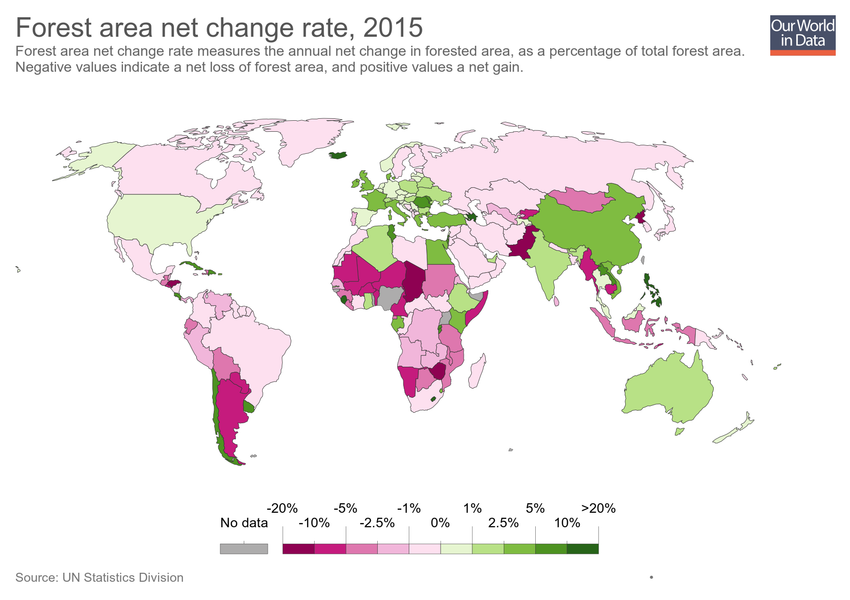 Forest area net change rate, 2015
Our World
in Data
Forest area net change rate measures the annual net change in forested area, as a percentage of total forest area.
Negative values indicate a net loss of forest area, and positive values a net gain.
-20% -5% -1% 1% 5% >20%
No data -10% -2.5% 0% 2.5% 10%
Source: UN Statistics Division